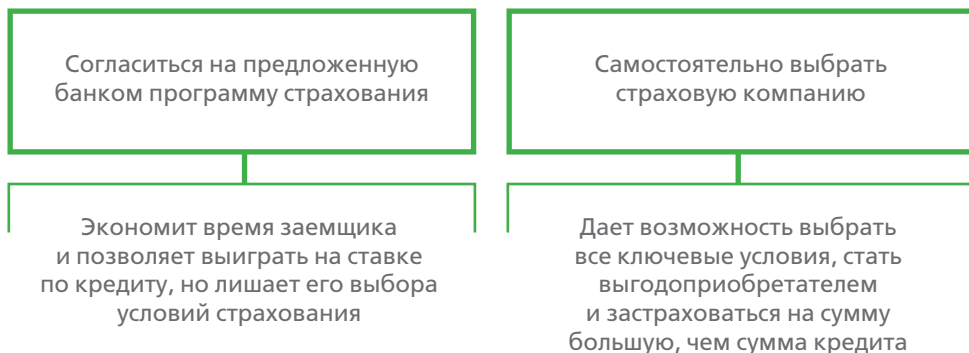 Согласиться на предложенную
банком программу страхования
Самостоятельно выбрать
страховую компанию
Экономит время заемщика
и позволяет выиграть на ставке
по кредиту, но лишает его выбора
условий страхования
Дает возможность выбрать
все ключевые условия, стать
выгодоприобретателем
и застраховаться на сумму
большую, чем сумма кредита